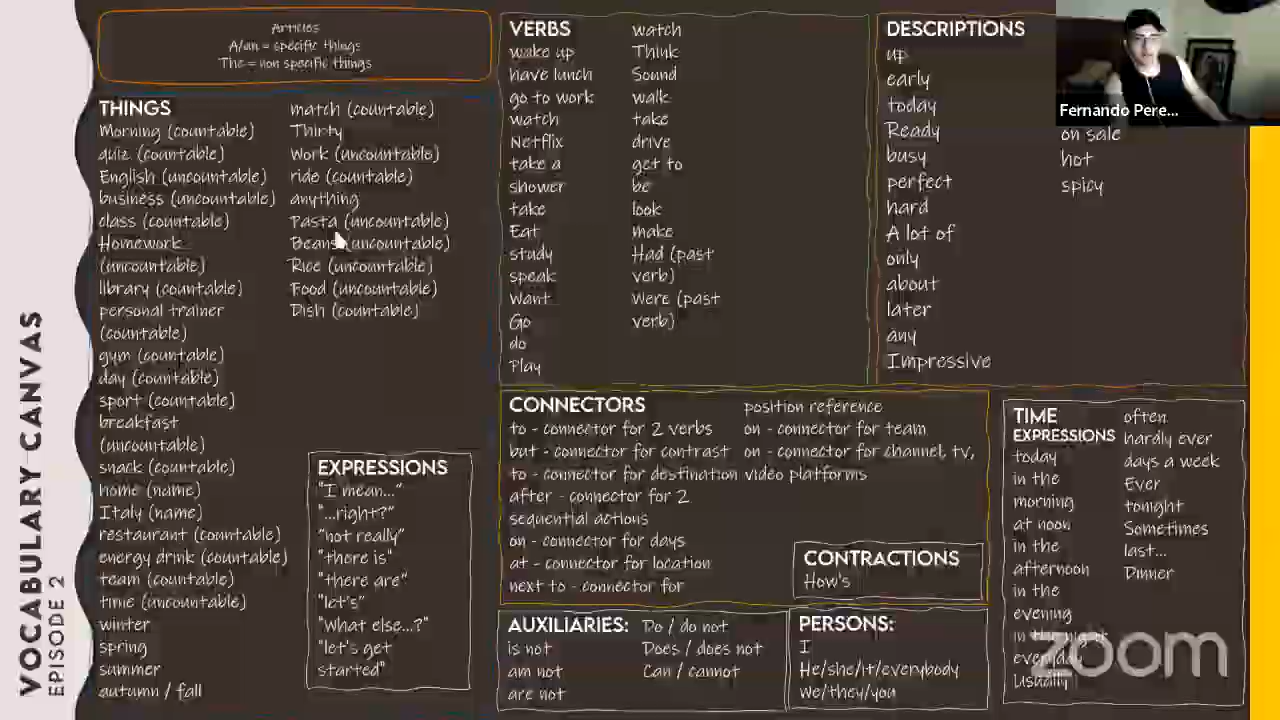 VOCABULARY CANVAS
EPISODE 2
Articles
A/an = specific things
The = non specific things
THINGS
Morning (countable)
quiz (countable)
English (uncountable)
business (uncountable)
class (countable)
Homework
(uncountable)
library (countable)
personal trainer
(countable)
gym (countable)
day (countable)
sport (countable)
breakfast
(uncountable)
snack (countable)
home (name)
Italy (name)
restaurant (countable)
energy drink (countable)
team (countable)
time (uncountable)
winter
spring
summer
autumn / fall
match (countable)
Thirty
Work (uncountable)
ride (countable)
anything
Pasta (uncountable)
Beans (uncountable)
Rice (uncountable)
Food (uncountable)
Dish (countable)
EXPRESSIONS
"I mean..."
"...right?"
"not really"
"there is"
"there are"
"let's"
"What else...?"
"let's get
started"
VERBS
wake up
have lunch
go to work
watch
Netflix
take a
shower
take
Eat
study
speak
Want
Go
do
Play
watch
Think
Sound
walk
take
drive
get to
be
look
make
Had (past
verb)
Were (past
verb)
DESCRIPTIONS
up
early
today
Ready
busy
perfect
hard
A lot of
only
about
later
any
Impressive
on sale
hot
spicy
Fernando Pere...
CONNECTORS
to - connector for 2 verbs
but - connector for contrast
to - connector for destination
after - connector for 2
sequential actions
on - connector for days
at - connector for location
next to - connector for
position reference
on - connector for team
on - connector for channel, tv,
video platforms
CONTRACTIONS
How's
AUXILIARIES:
is not
am not
are not
Do / do not
Does / does not
Can / cannot
PERSONS:
I
He/she/it/everybody
we/they/you
TIME
EXPRESSIONS
today
in the
morning
at noon
in the
afternoon
in the
evening
in the
everyday
Usually
often
hardly ever
days a week
Ever
tonight
Sometimes
last...
Dinner
zoom